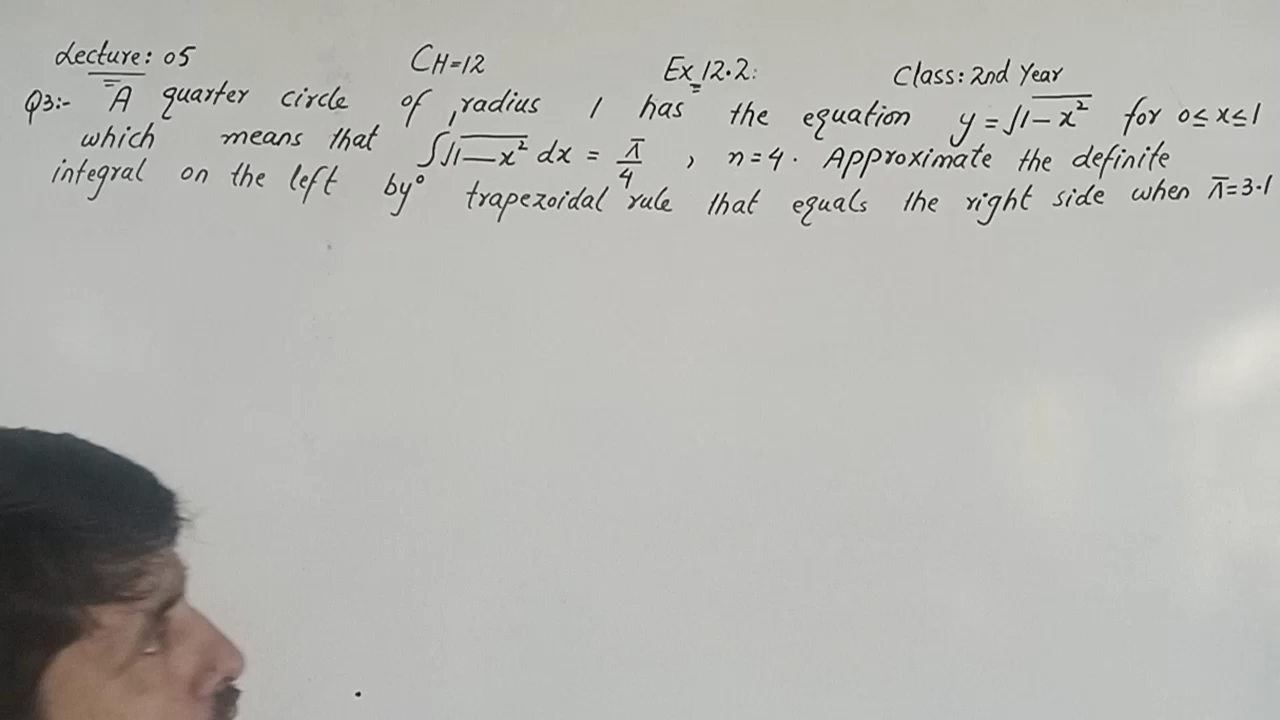 Lecture: 05 CH=12 Ex 12.2: Class: 2nd Year
Q3:- A quarter circle of radius 1 has the equation y = √1-x² for 0≤x≤1
which means that ∫₀¹√1-x² dx = π/4 , n=4. Approximate the definite
integral on the left by trapezoidal rule that equals the right side when π=3.1